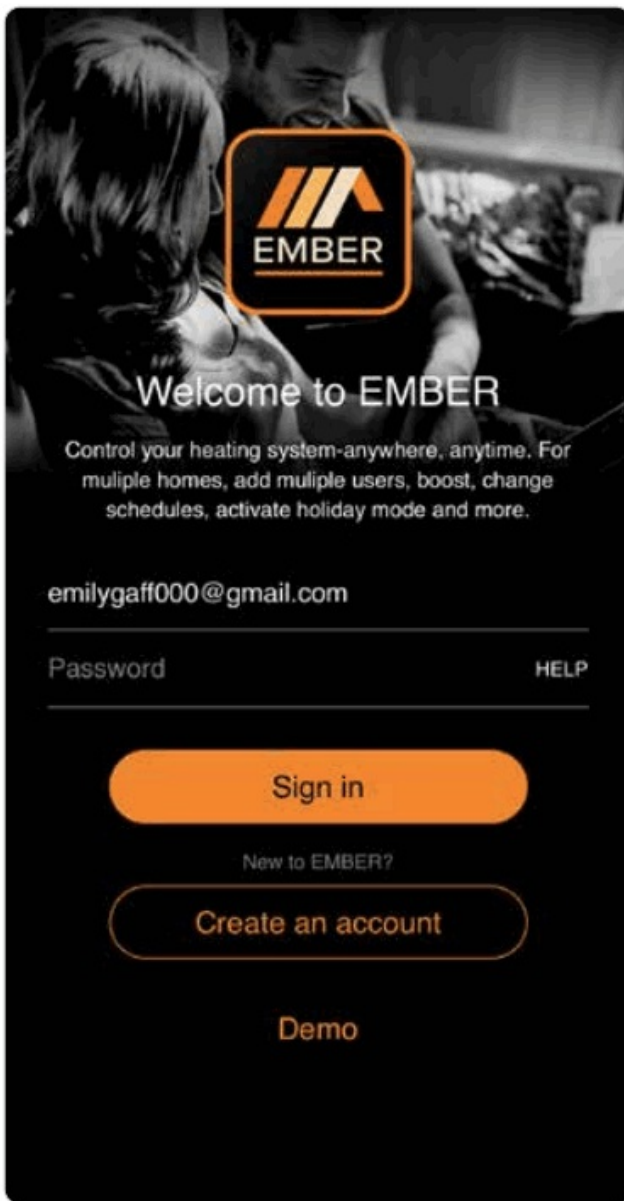 EMBER
Welcome to EMBER
Control your heating system-anywhere, anytime. For
muliple homes, add muliple users, boost, change
schedules, activate holiday mode and more.
emilygaff000@gmail.com
Password HELP
Sign in
New to EMBER?
Create an account
Demo